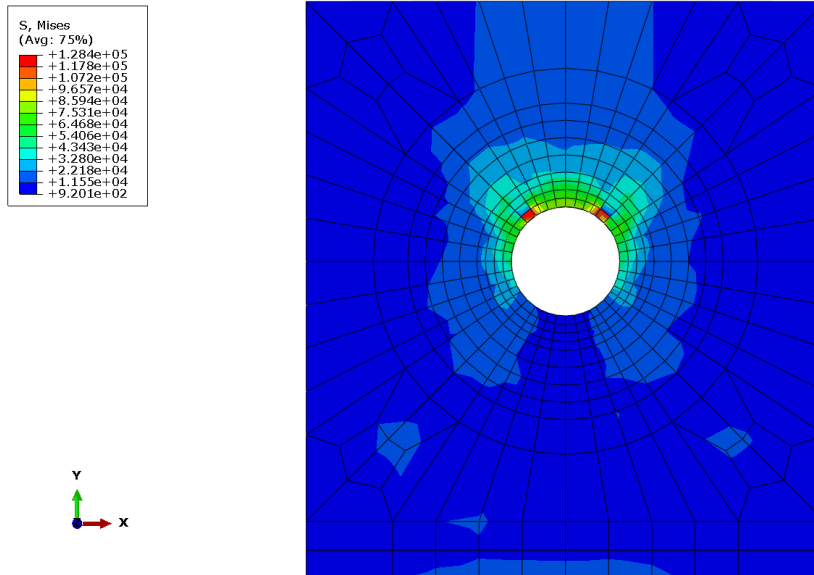 S, Mises
(Avg: 75%)
+1.284e+05
+1.178e+05
+1.072e+05
+9.657e+04
+8.594e+04
+7.531e+04
+6.468e+04
+5.406e+04
+4.343e+04
+3.280e+04
+2.218e+04
+1.155e+04
+9.201e+02
Y
Z
X